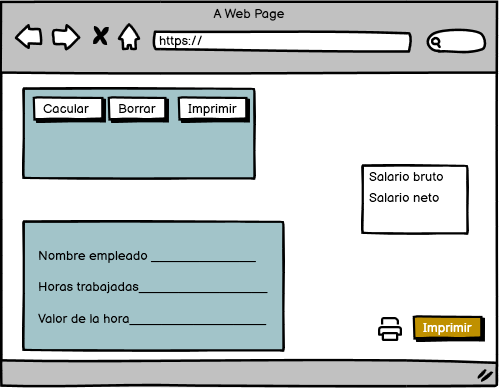 A Web Page
https://
Cacular Borrar Imprimir
Salario bruto
Salario neto
Nombre empleado
Horas trabajadas
Valor de la hora
Imprimir